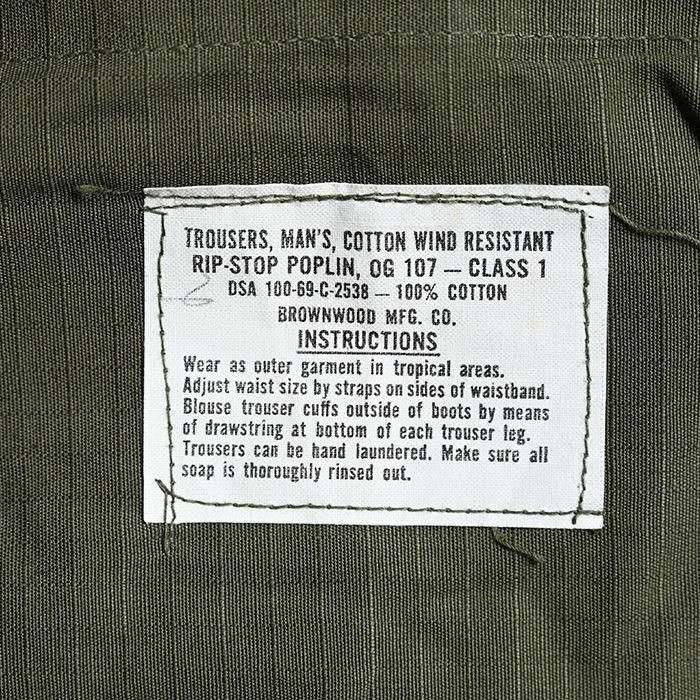 TROUSERS, MAN'S, COTTON WIND RESISTANT
RIP-STOP POPLIN, OG 107 — CLASS 1
DSA 100-69-C-2538 — 100% COTTON
BROWNWOOD MFG. CO.
INSTRUCTIONS
Wear as outer garment in tropical areas.
Adjust waist size by straps on sides of waistband.
Blouse trouser cuffs outside of boots by means
of drawstring at bottom of each trouser leg.
Trousers can be hand laundered. Make sure all
soap is thoroughly rinsed out.